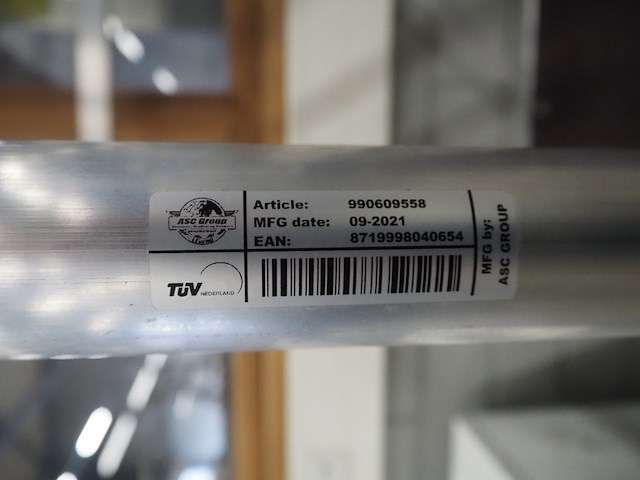 ASC Group
Article: 990609558
MFG date: 09-2021
EAN: 8719998040654
TÜV NEDERLAND
MFG by:
ASC GROUP